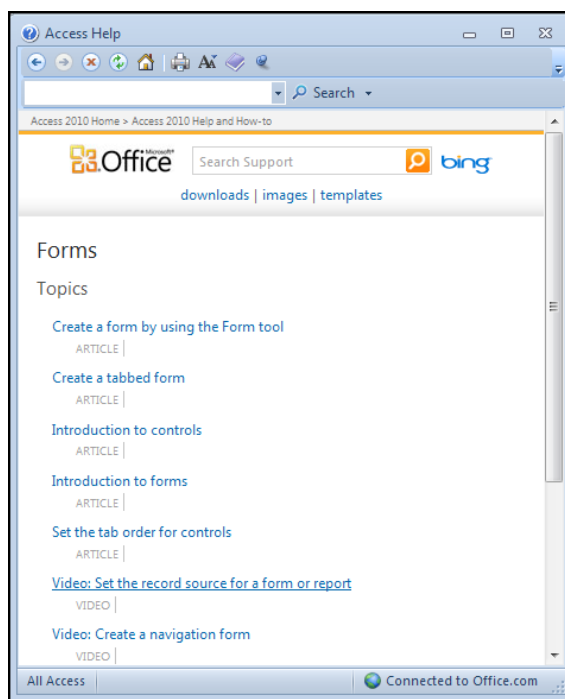 Access Help
Search
Access 2010 Home > Access 2010 Help and How-to
Microsoft®
Office Search Support bing
downloads | images | templates
Forms
Topics
Create a form by using the Form tool
ARTICLE |
Create a tabbed form
ARTICLE |
Introduction to controls
ARTICLE |
Introduction to forms
ARTICLE |
Set the tab order for controls
ARTICLE |
Video: Set the record source for a form or report
VIDEO |
Video: Create a navigation form
VIDEO |
All Access Connected to Office.com